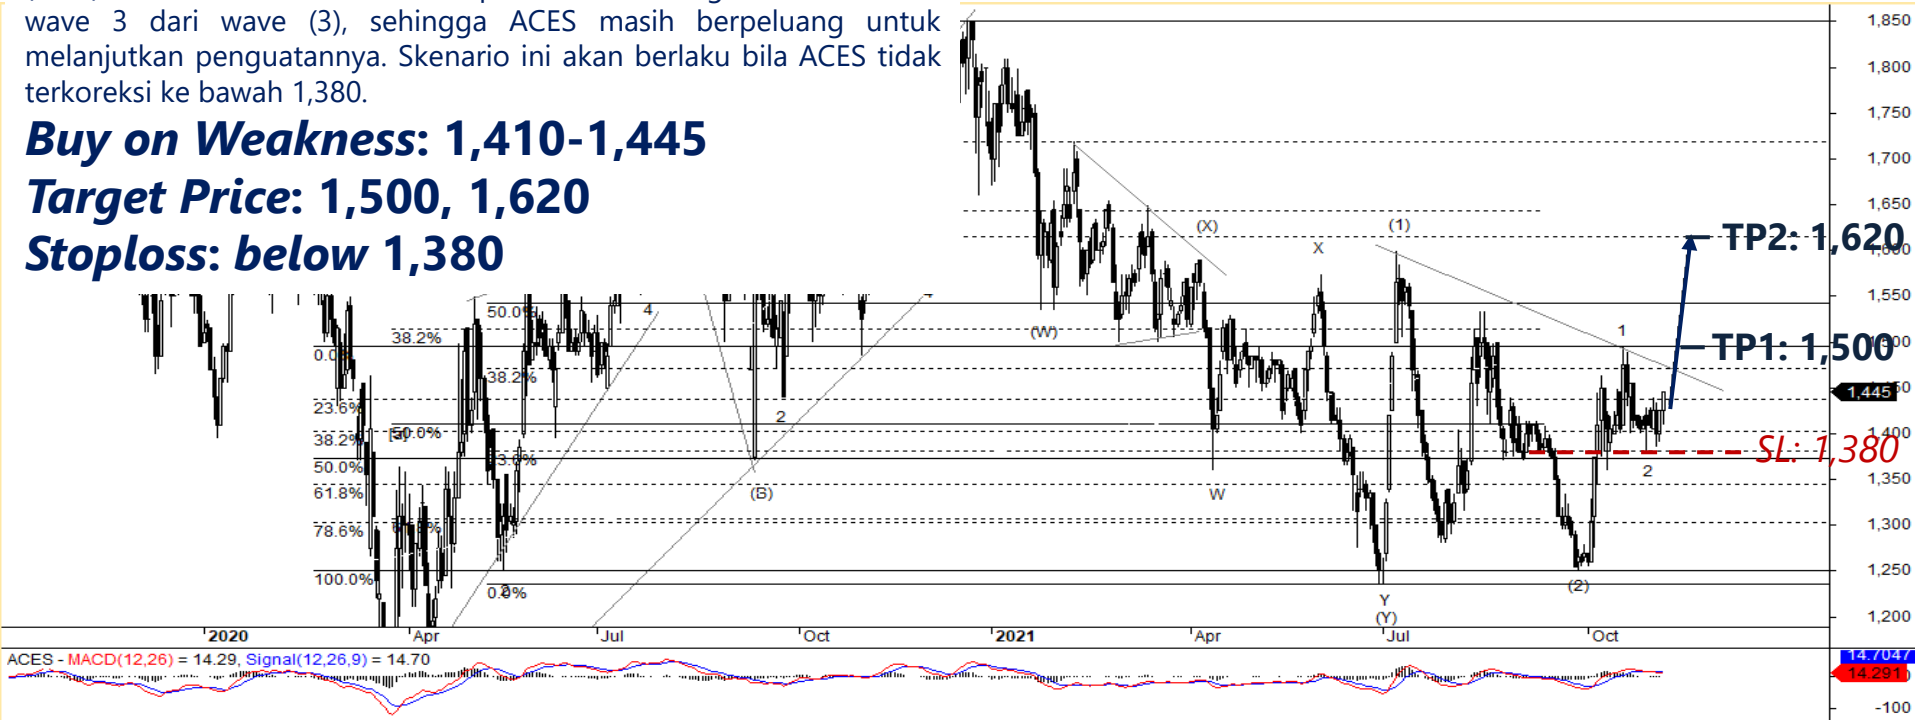 wave 3 dari wave (3), sehingga ACES masih berpeluang untuk
melanjutkan penguatannya. Skenario ini akan berlaku bila ACES tidak
terkoreksi ke bawah 1,380.
Buy on Weakness: 1,410-1,445
Target Price: 1,500, 1,620
Stoploss: below 1,380
1,850
1,800
1,750
1,700
1,650
TP2: 1,620
1,550
TP1: 1,500
1,445
1,400
SL: 1,380
1,350
1,300
1,250
1,200
(X)
X
(1)
(W)
1
W
2
(2)
Y
(Y)
4
50.0%
38.2%
38.2%
23.6%
38.2%
50.0%
50.0%
61.8%
78.6%
100.0%
0.0%
2
(B)
2020
Apr
Jul
Oct
2021
Apr
Jul
Oct
ACES - MACD(12,26) = 14.29, Signal(12,26,9) = 14.70
14.7047
14.291
-100